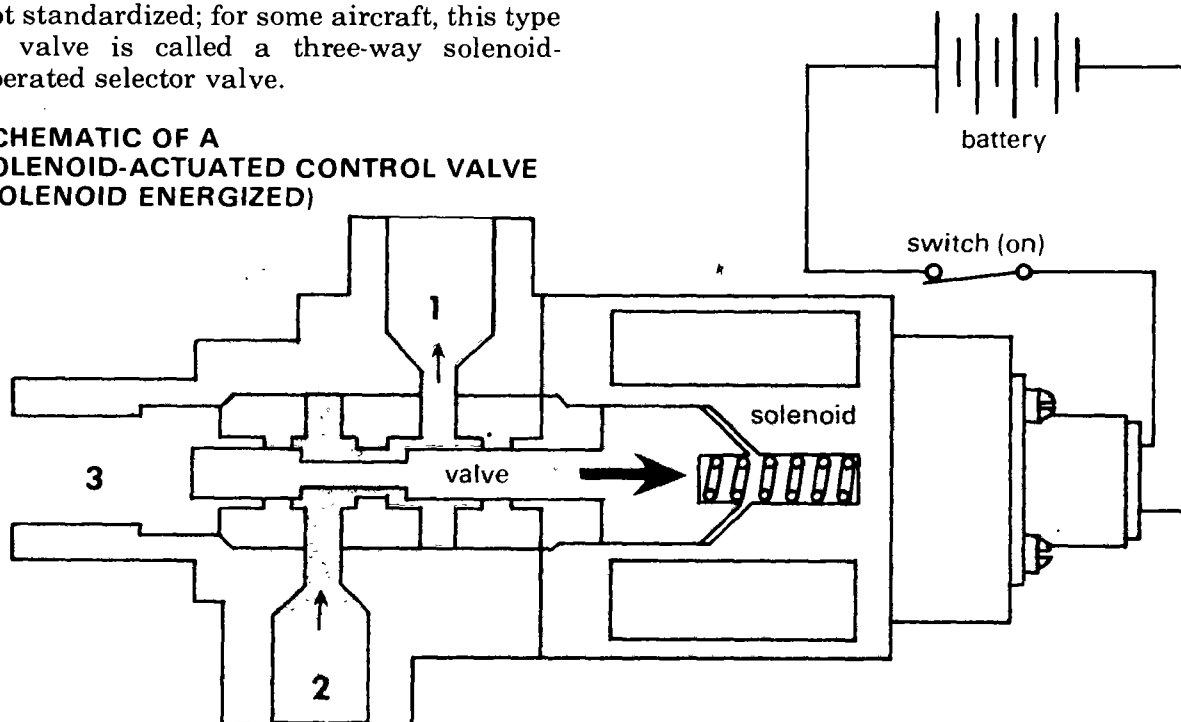 ot standardized; for some aircraft, this type
valve is called a three-way solenoid-
perated selector valve.
CHEMATIC OF A
OLENOID-ACTUATED CONTROL VALVE
OLENOID ENERGIZED)
battery
switch (on)
1
solenoid
valve
3
2